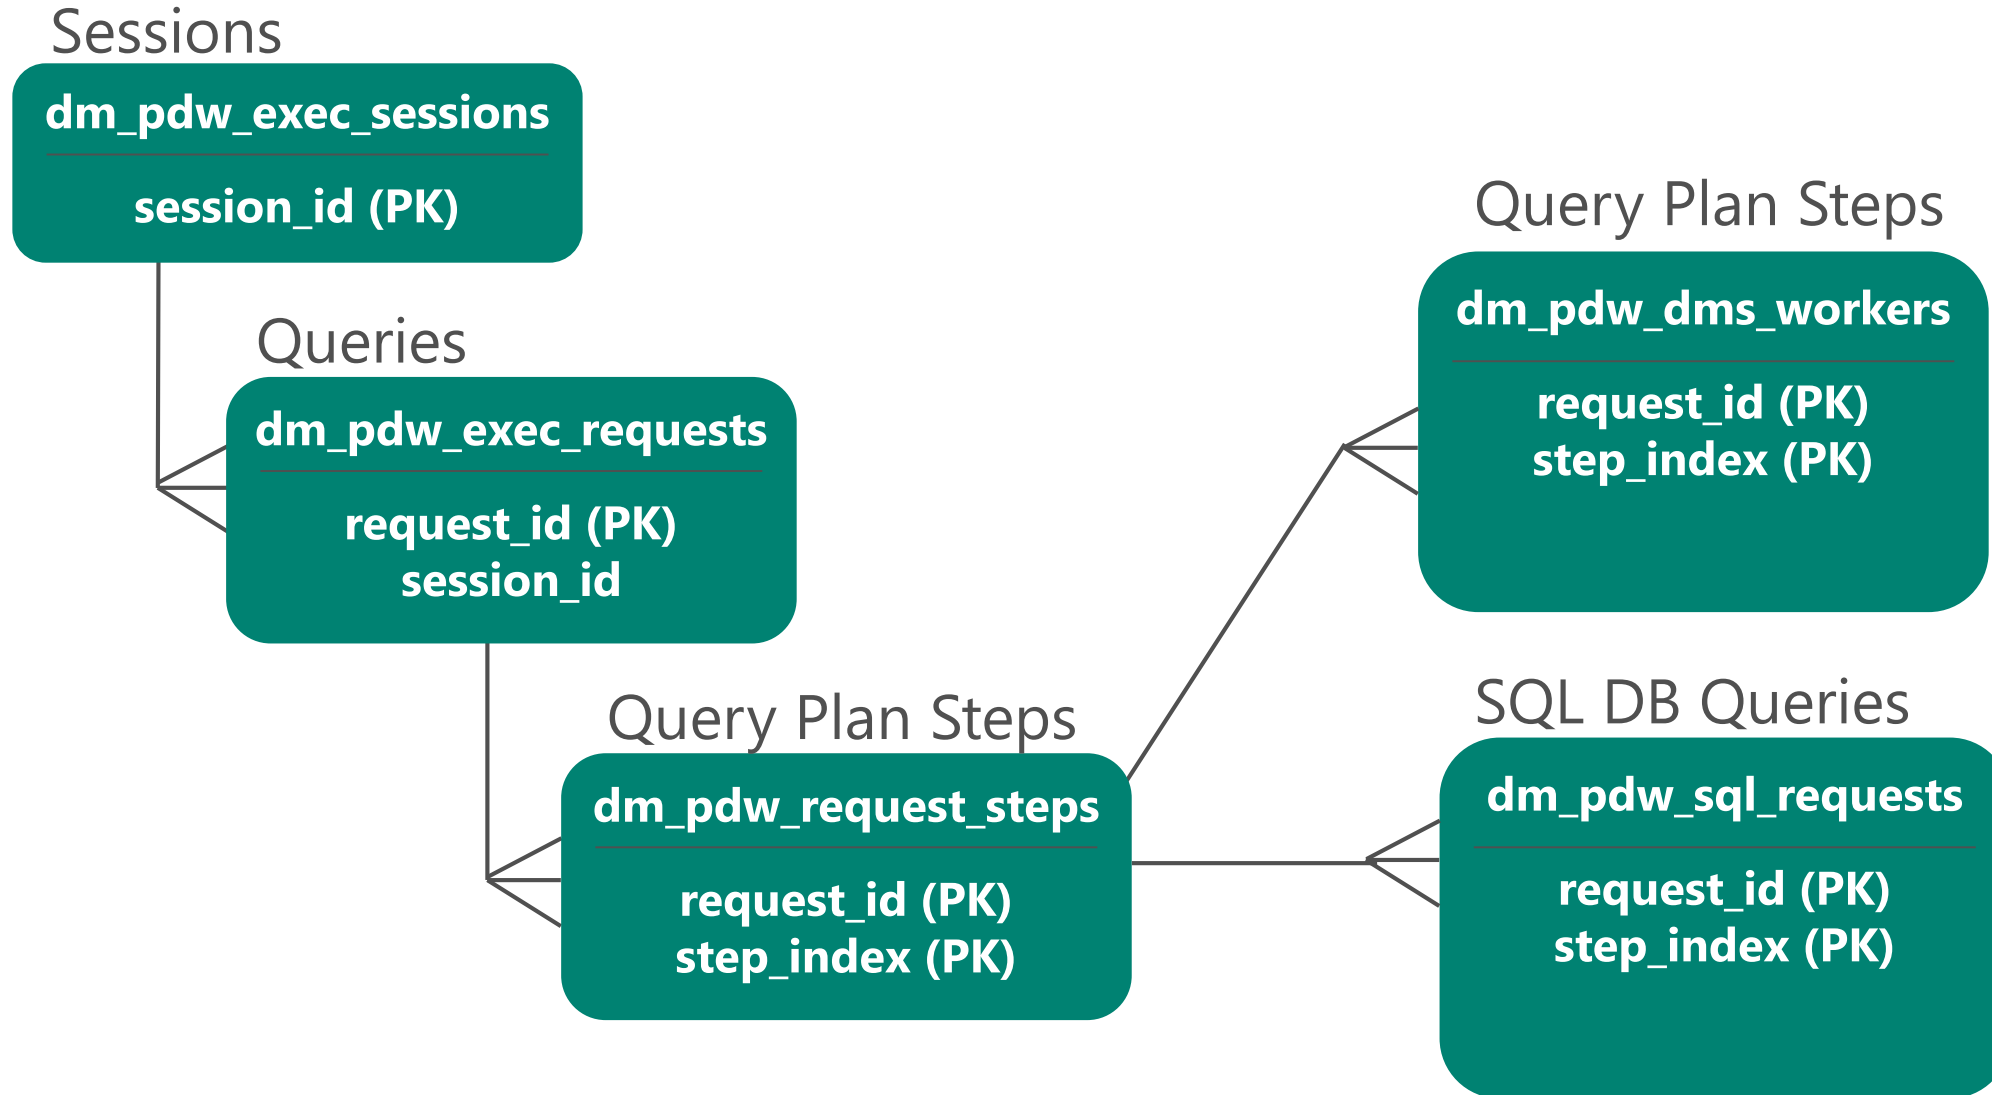 Sessions
dm_pdw_exec_sessions
session_id (PK)
Queries
dm_pdw_exec_requests
request_id (PK)
session_id
Query Plan Steps
dm_pdw_request_steps
request_id (PK)
step_index (PK)
Query Plan Steps
dm_pdw_dms_workers
request_id (PK)
step_index (PK)
SQL DB Queries
dm_pdw_sql_requests
request_id (PK)
step_index (PK)